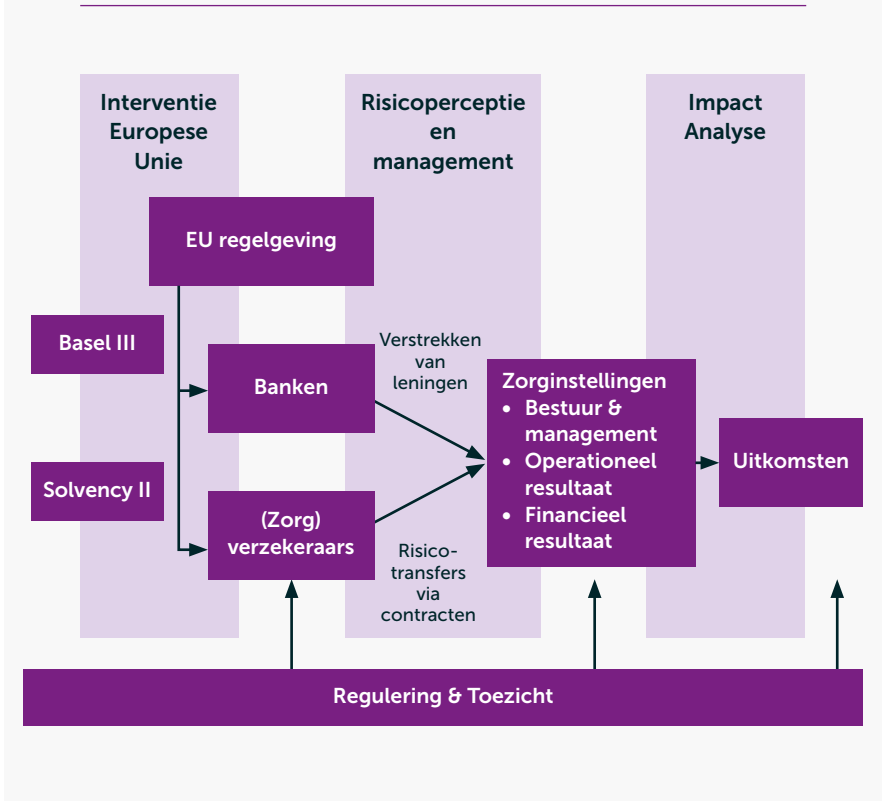 Interventie
Europese
Unie
Risicoperceptie
en
management
Impact
Analyse
EU regelgeving
Basel III
Banken
Verstrekken
van
leningen
Zorginstellingen
• Bestuur &
management
• Operationeel
resultaat
• Financieel
resultaat
Uitkomsten
Solvency II
(Zorg)
verzekeraars
Risico-
transfers
via
contracten
Regulering & Toezicht